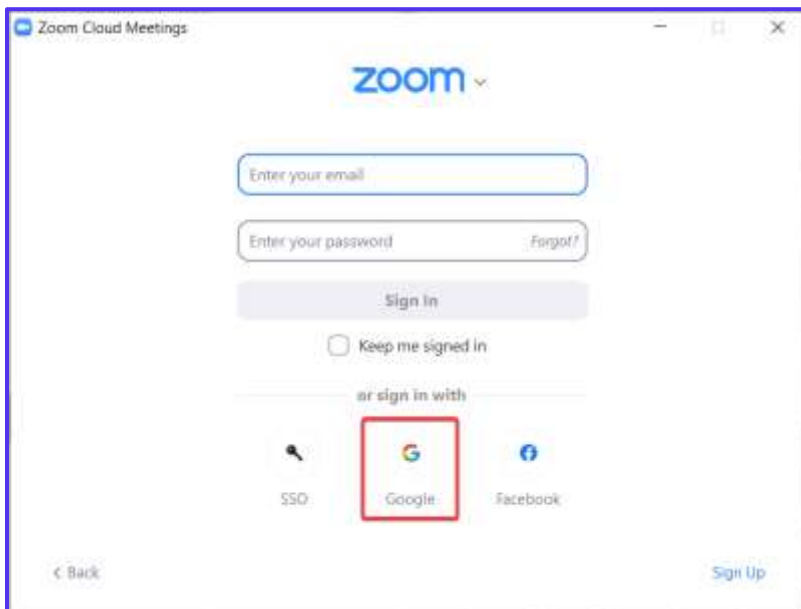 Zoom Cloud Meetings
zoom
Enter your email
Enter your password Forgot?
Sign In
Keep me signed in
or sign in with
SSO Google Facebook
< Back Sign Up